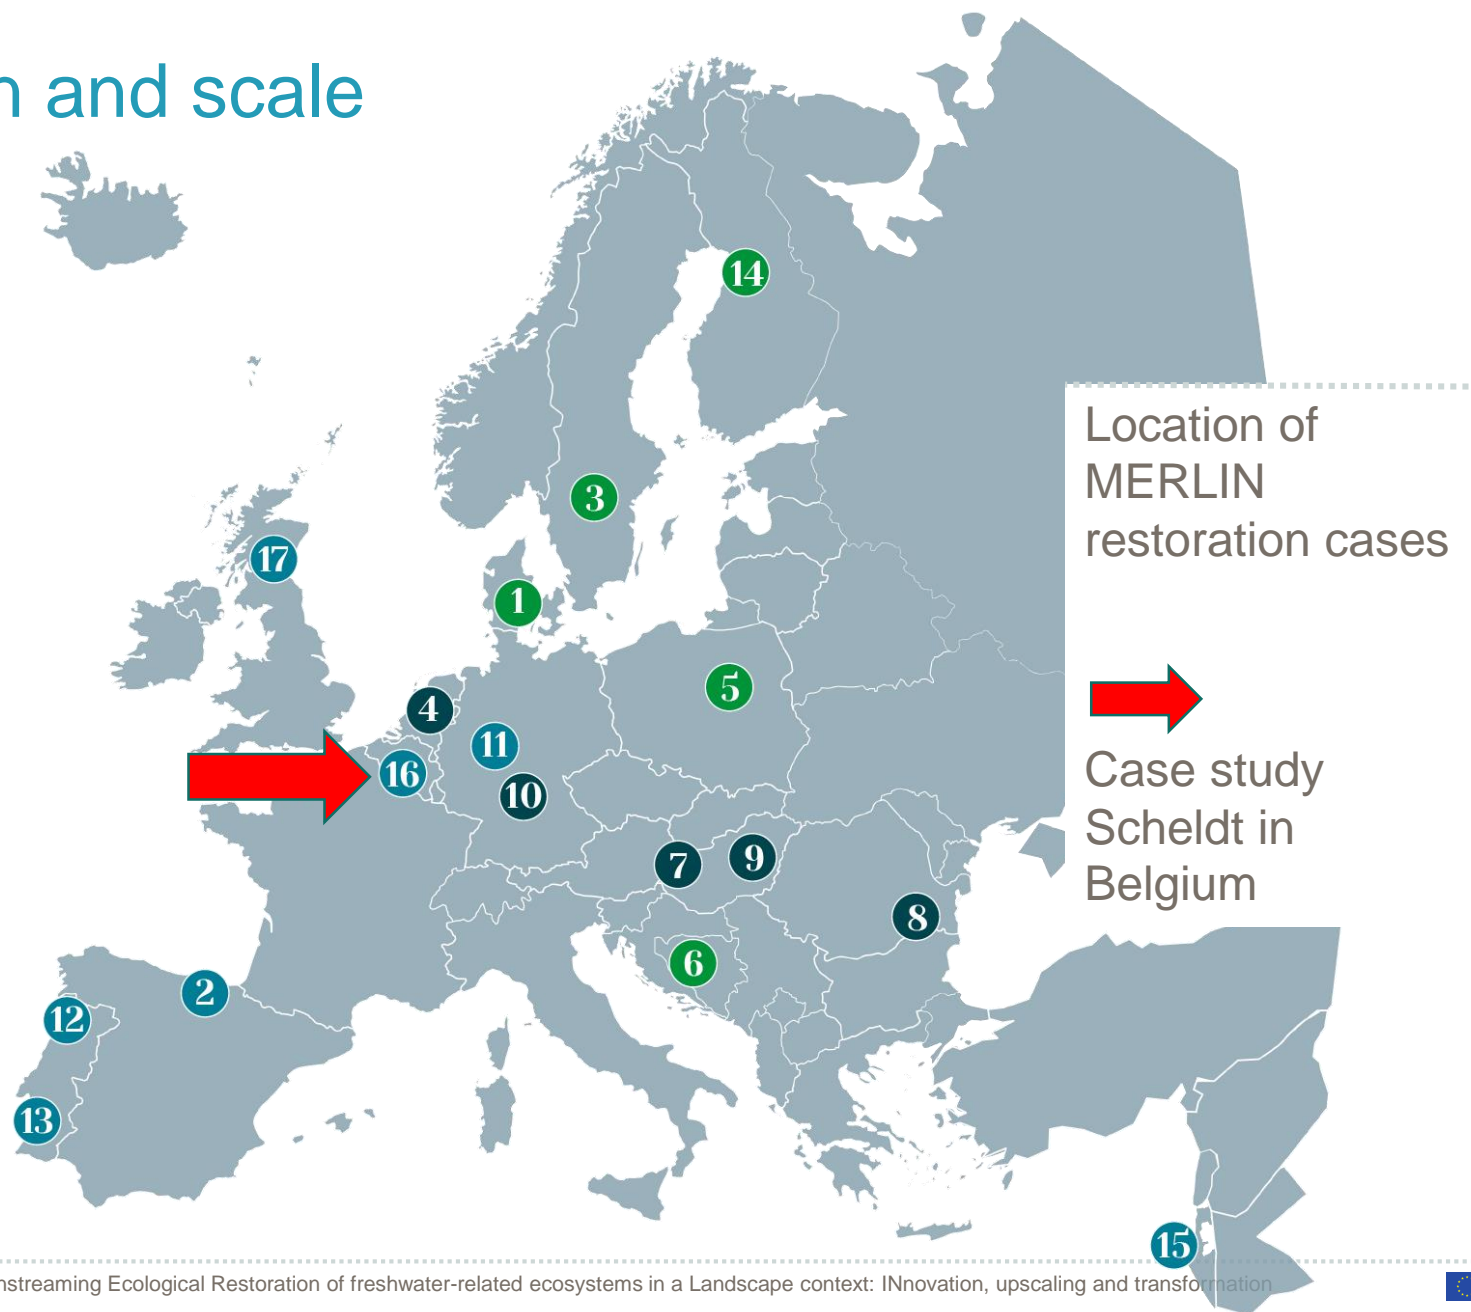 n and scale
14
3
17
1
5
4
11
16
10
7
9
8
6
2
12
13
15
Location of
MERLIN
restoration cases
Case study
Scheldt in
Belgium
nstreaming Ecological Restoration of freshwater-related ecosystems in a Landscape context: INnovation, upscaling and transformation